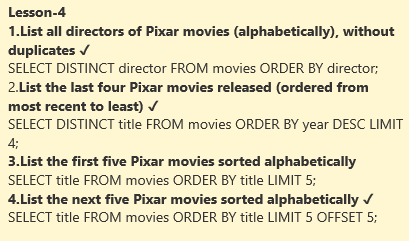 Lesson-4
1.List all directors of Pixar movies (alphabetically), without
duplicates ✓
SELECT DISTINCT director FROM movies ORDER BY director;
2.List the last four Pixar movies released (ordered from
most recent to least) ✓
SELECT DISTINCT title FROM movies ORDER BY year DESC LIMIT
4;
3.List the first five Pixar movies sorted alphabetically
SELECT title FROM movies ORDER BY title LIMIT 5;
4.List the next five Pixar movies sorted alphabetically ✓
SELECT title FROM movies ORDER BY title LIMIT 5 OFFSET 5;